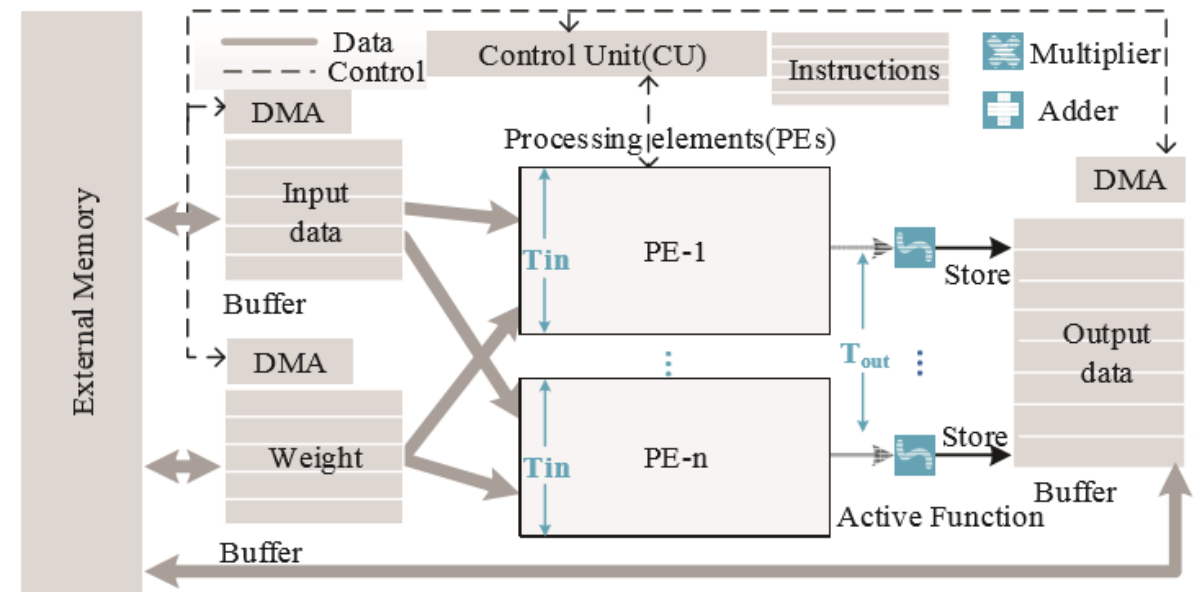 Data
Control
Control Unit(CU)
Instructions
Multiplier
Adder
DMA
Processing elements(PEs)
DMA
External Memory
Input
data
Tin
PE-1
Store
Buffer
DMA
Tout
Output
data
Weight
Tin
PE-n
Store
Buffer
Active Function
Buffer